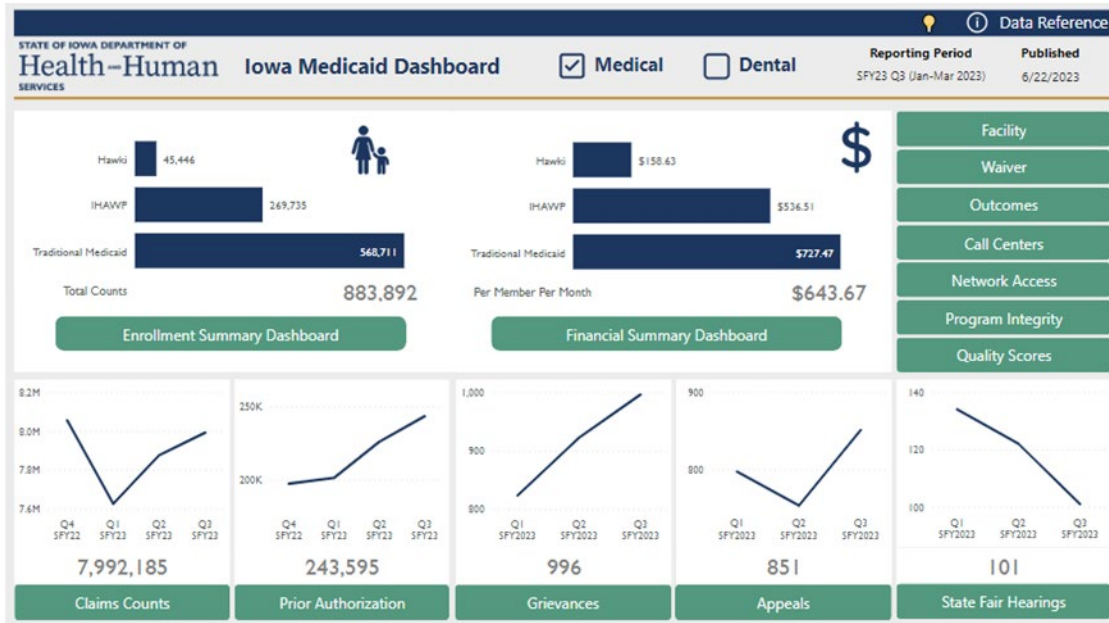 Data Reference
STATE OF IOWA DEPARTMENT OF
Health and Human
SERVICES
Iowa Medicaid Dashboard
Medical
Dental
Reporting Period
SFY23 Q3 (Jan-Mar 2023)
Published
6/22/2023
Hawki
45,446
IHAWP
269,735
Traditional Medicaid
568,711
Total Counts
883,892
Enrollment Summary Dashboard
$
Hawki
$158.63
IHAWP
$536.51
Traditional Medicaid
$727.47
Per Member Per Month
$643.67
Financial Summary Dashboard
Facility
Waiver
Outcomes
Call Centers
Network Access
Program Integrity
Quality Scores
8.2M
8.0M
7.8M
7.6M
Q4 Q1 Q2 Q3
SFY22 SFY23 SFY23 SFY23
7,992,185
Claims Counts
250K
200K
Q4 Q1 Q2 Q3
SFY22 SFY23 SFY23 SFY23
243,595
Prior Authorization
1,000
900
800
Q1 Q2 Q3
SFY2023 SFY2023 SFY2023
996
Grievances
900
800
Q1 Q2 Q3
SFY2023 SFY2023 SFY2023
851
Appeals
140
120
100
Q1 Q2 Q3
SFY2023 SFY2023 SFY2023
101
State Fair Hearings